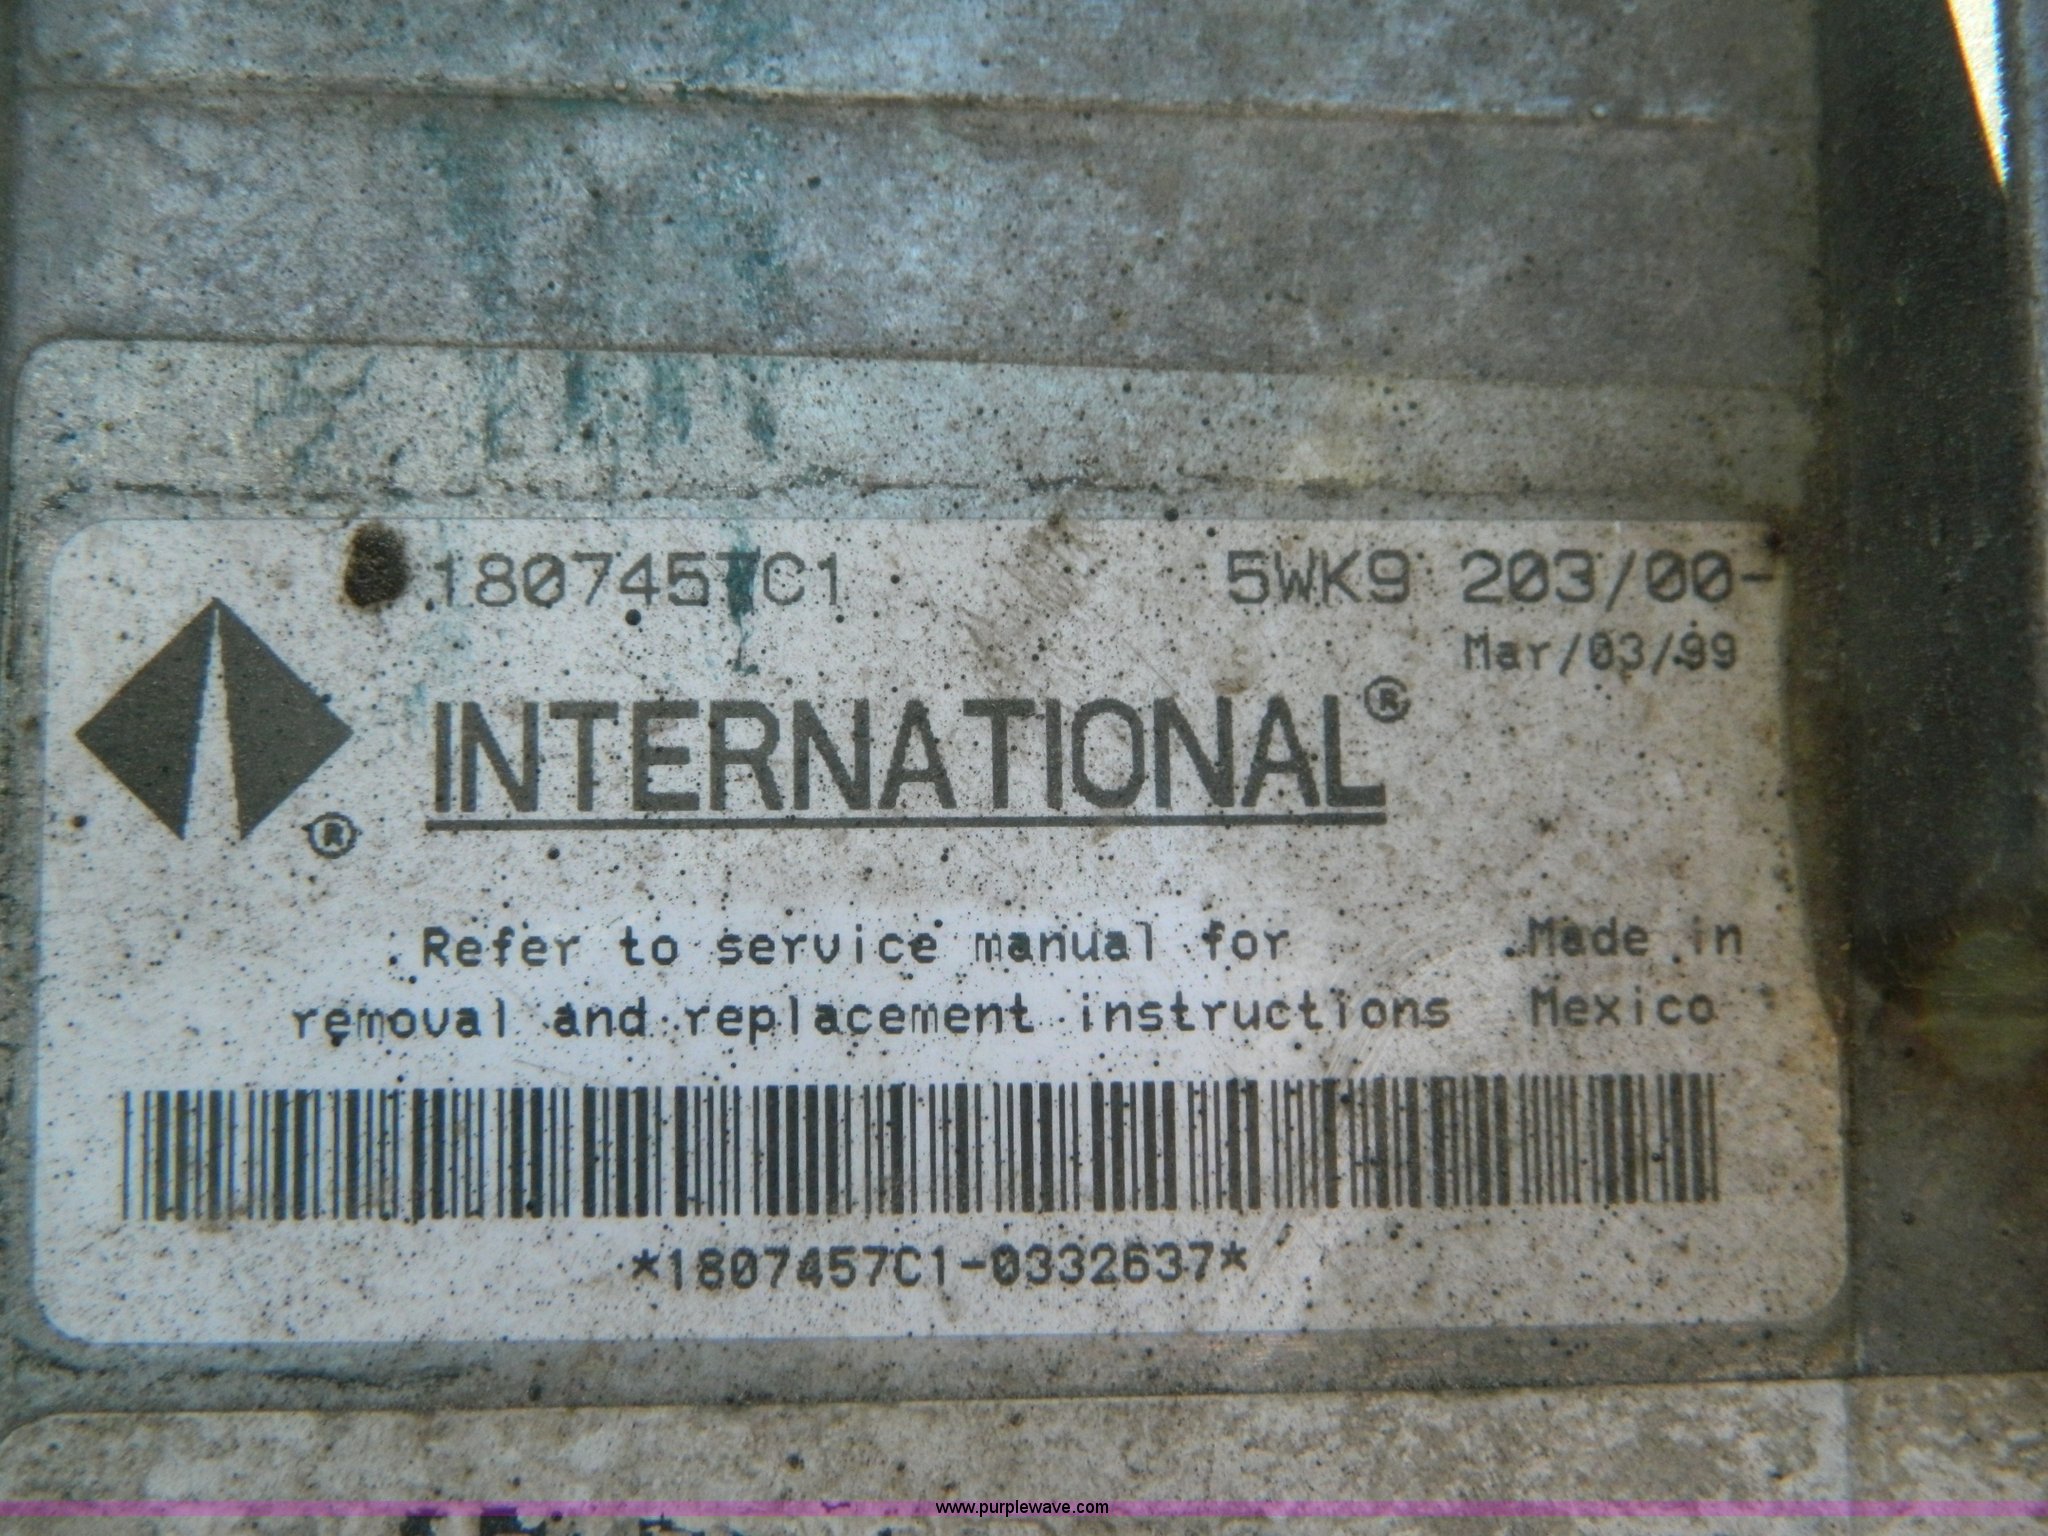 1807457C1 5WK9 203/00-
Mar/03/99
INTERNATIONAL®
®
Refer to service manual for Made in
removal and replacement instructions Mexico
*1807457C1-0332637*
www.purplewave.com